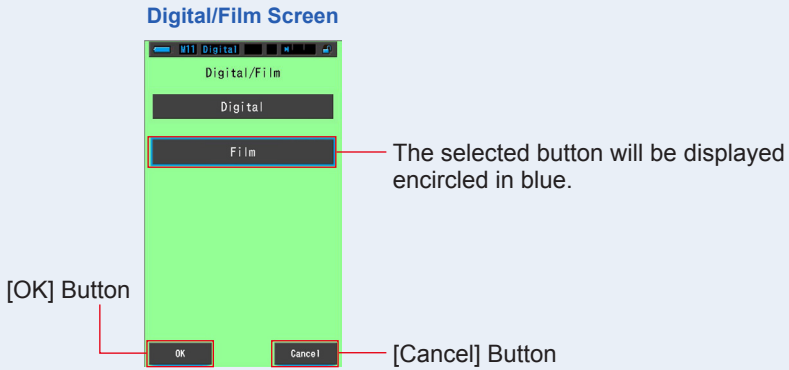 Digital/Film Screen
M11 Digital
Digital/Film
Digital
Film
The selected button will be displayed
encircled in blue.
[OK] Button
OK
Cancel
[Cancel] Button